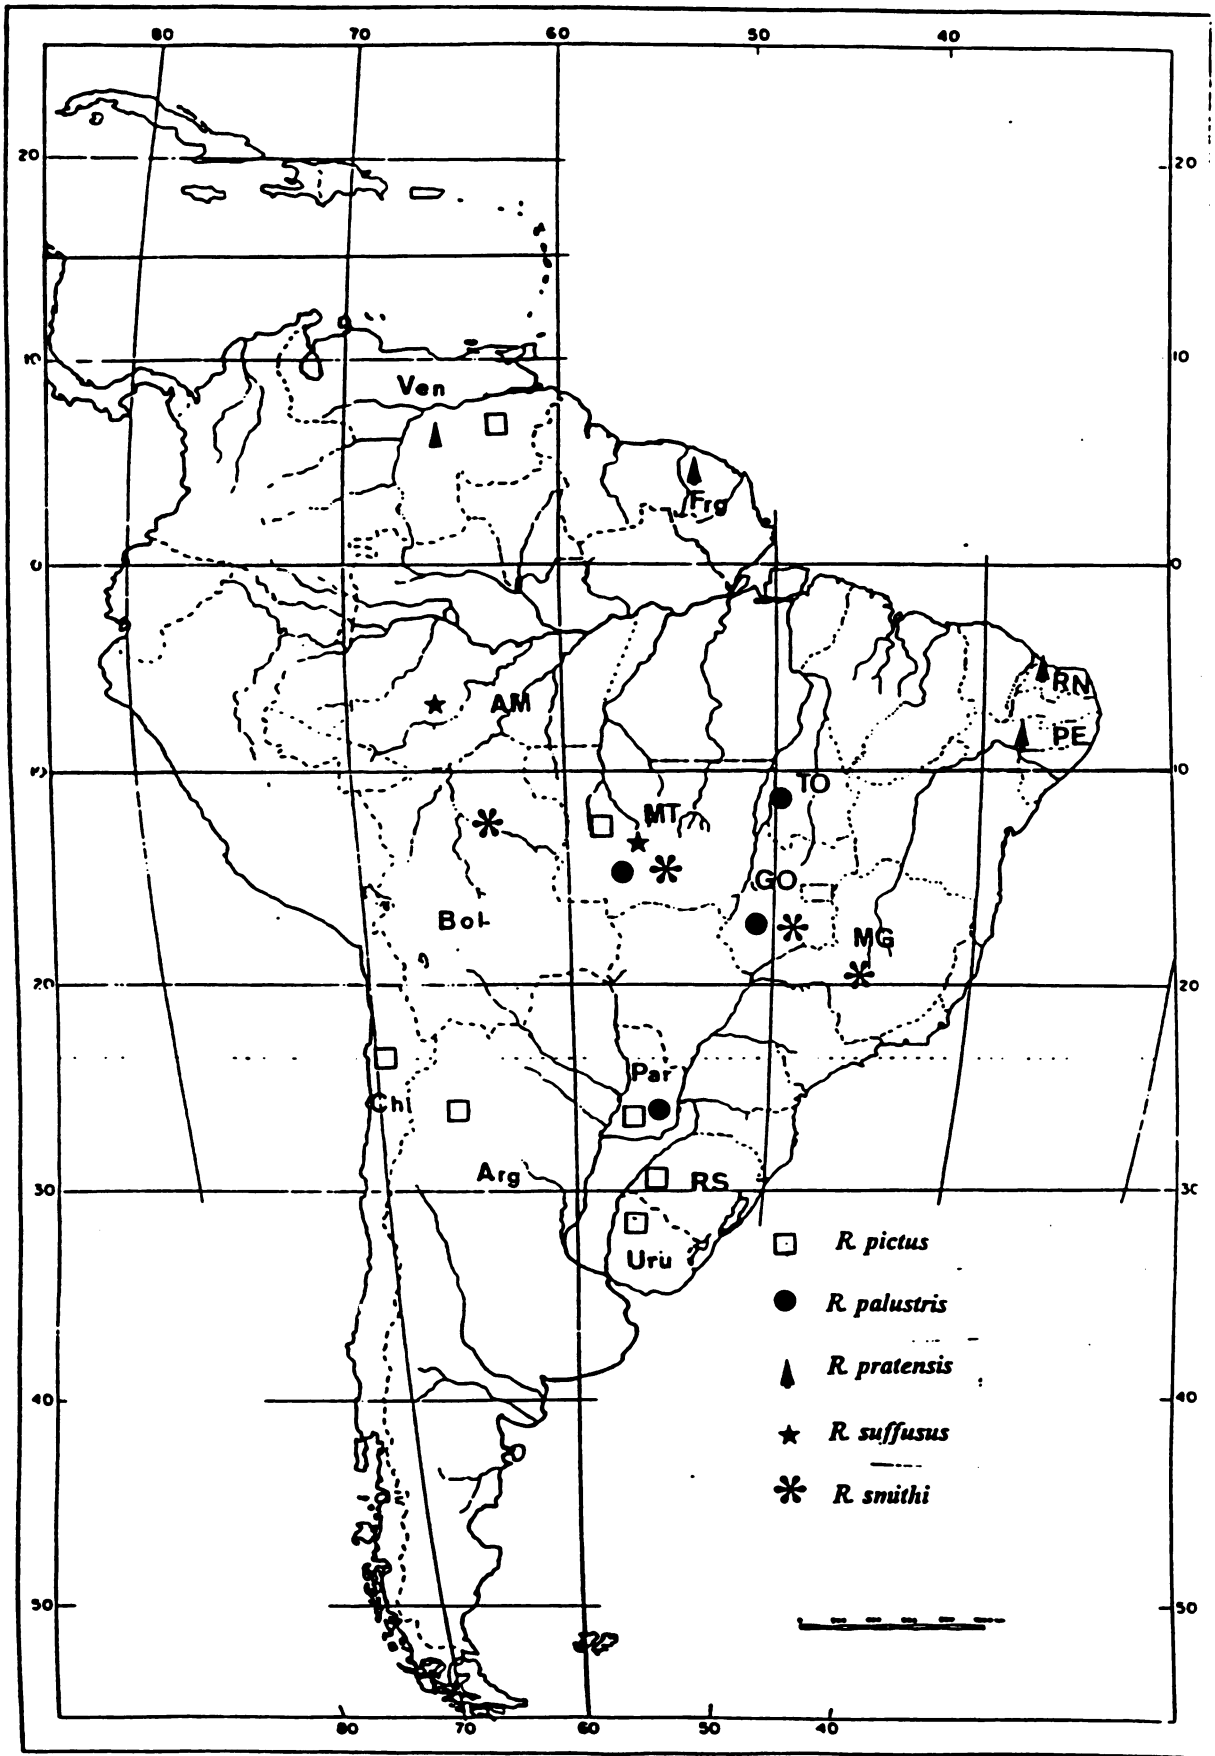 80 70 60 50 40
20 20
Ven
10 10
Frg
0 0
RN
AM
PE
10 10
TO
MT
GO
Bol
MG
20 20
Par
Chi
Arg
RS
30 30
Uru
R. pictus
R. palustris
R. pratensis
40 40
R. suffusus
R. smithi
50 50
80 70 60 50 40